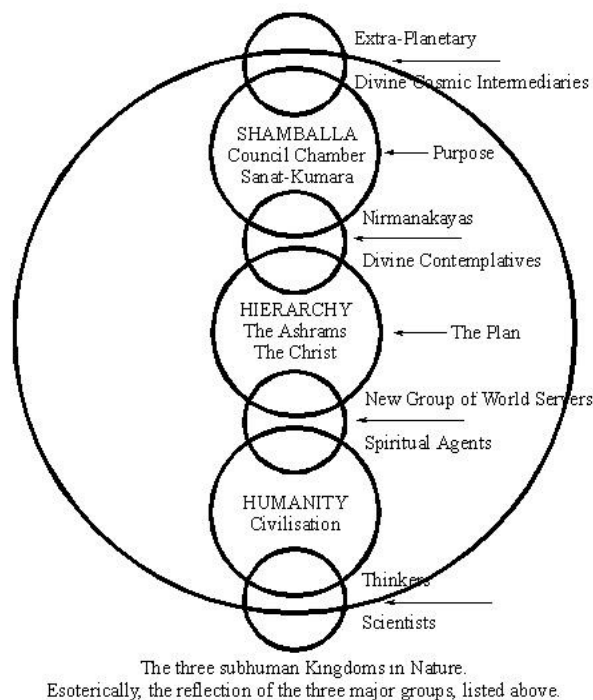 Extra-Planetary
Divine Cosmic Intermediaries
SHAMBALLA
Council Chamber
Sanat-Kumara
Purpose
Nirmanakayas
Divine Contemplatives
HIERARCHY
The Ashrams
The Christ
The Plan
New Group of World Servers
Spiritual Agents
HUMANITY
Civilisation
Thinkers
Scientists
The three subhuman Kingdoms in Nature.
Esoterically, the reflection of the three major groups, listed above.